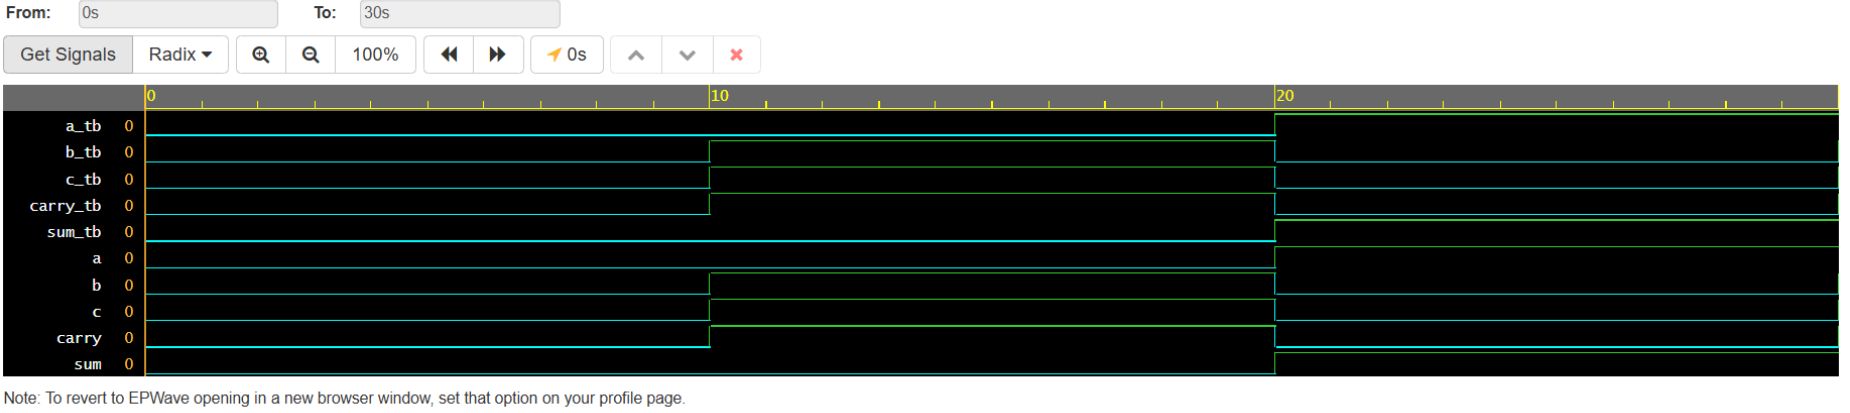 From: 0s To: 30s
Get Signals Radix 100% 0s
0 10 20
a_tb 0
b_tb 0
c_tb 0
carry_tb 0
sum_tb 0
a 0
b 0
c 0
carry 0
sum 0
Note: To revert to EPWave opening in a new browser window, set that option on your profile page.